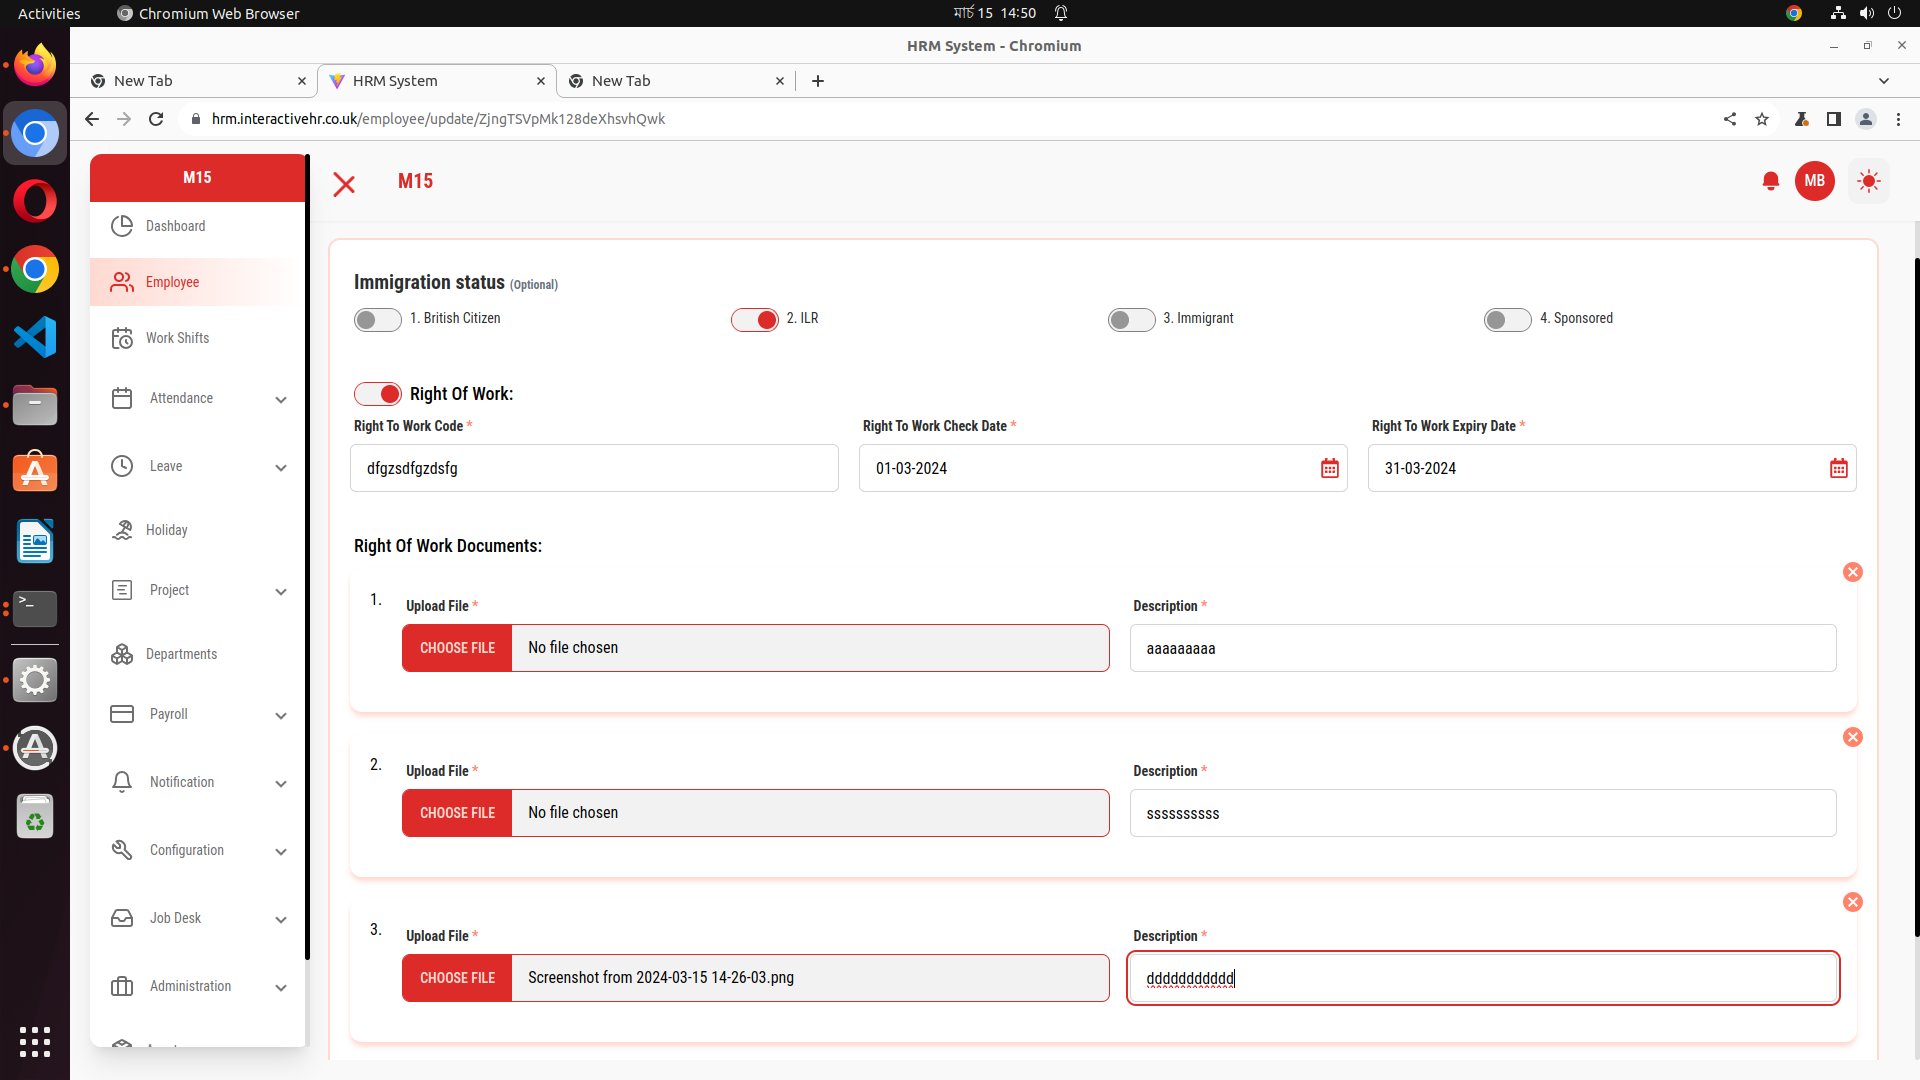 Activities
Chromium Web Browser
মার্চ 15 14:50
HRM System - Chromium
New Tab
HRM System
New Tab
hrm.interactivehr.co.uk/employee/update/ZjngTSVpMk128deXhsvhQwk
M15
M15
MB
Dashboard
Employee
Work Shifts
Attendance
Leave
Holiday
Project
Departments
Payroll
Notification
Configuration
Job Desk
Administration
Immigration status (Optional)
1. British Citizen
2. ILR
3. Immigrant
4. Sponsored
Right Of Work:
Right To Work Code *
Right To Work Check Date *
Right To Work Expiry Date *
dfgzsdfgzdsfg
01-03-2024
31-03-2024
Right Of Work Documents:
1.
Upload File *
Description *
CHOOSE FILE
No file chosen
aaaaaaaaa
2.
Upload File *
Description *
CHOOSE FILE
No file chosen
ssssssssss
3.
Upload File *
Description *
CHOOSE FILE
Screenshot from 2024-03-15 14-26-03.png
ddddddddddd